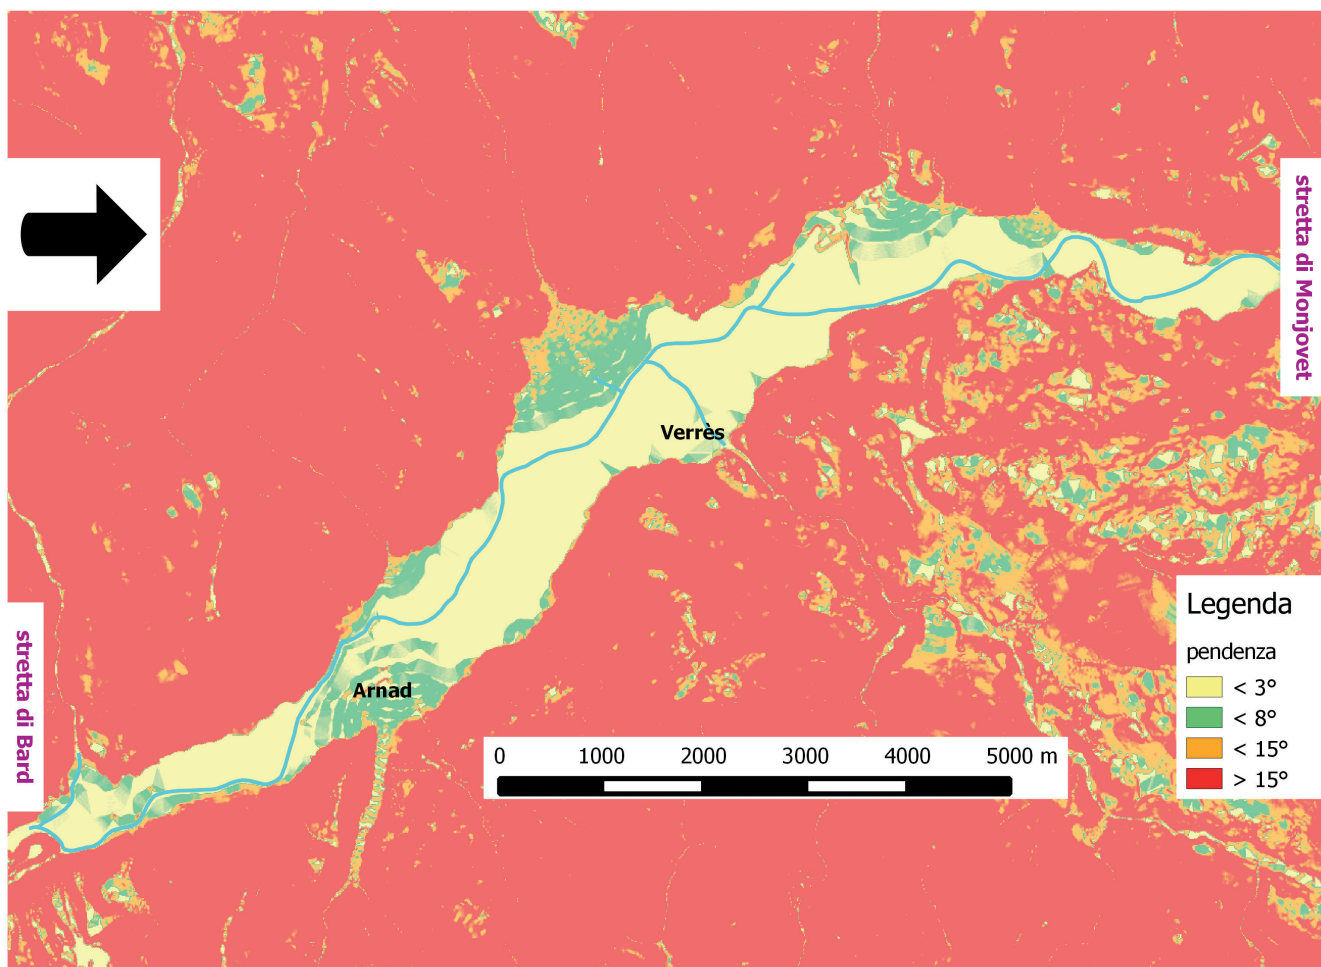 stretta di Monjovet
Verrès
Legenda
pendenza
< 3°
< 8°
< 15°
> 15°
stretta di Bard
Arnad
0 1000 2000 3000 4000 5000 m